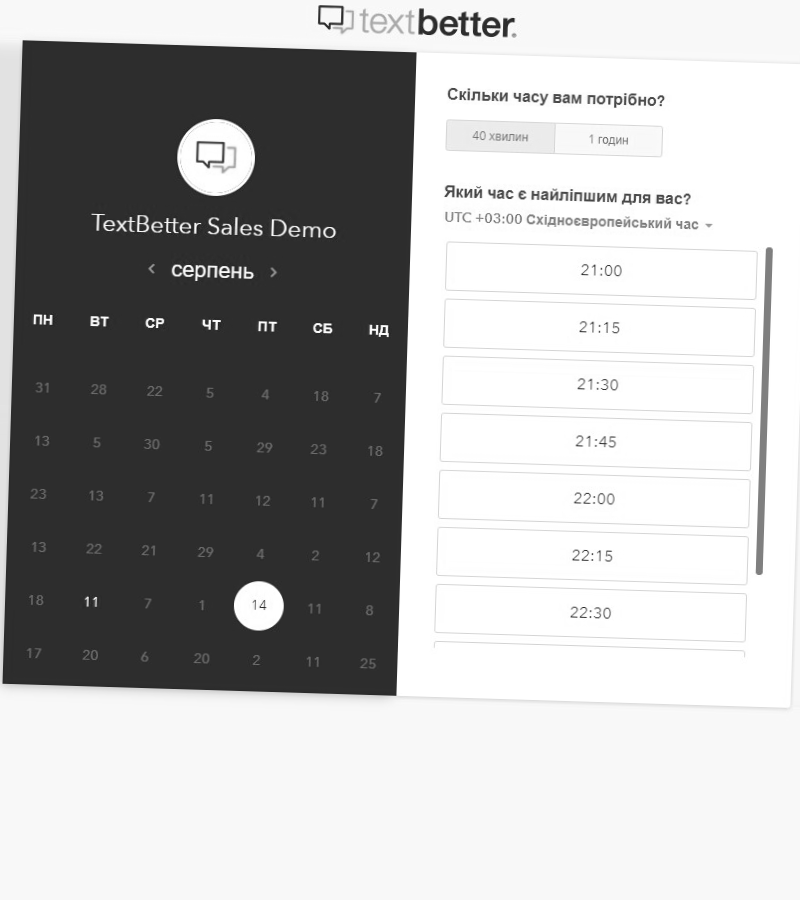 textbetter.
TextBetter Sales Demo
серпень
ПН ВТ СР ЧТ ПТ СБ НД
31 28 22 5 4 18 7
13 5 30 5 29 23 18
23 13 7 11 12 11 7
13 22 21 29 4 2 12
18 11 7 1 14 11 8
17 20 6 20 2 11 25
Скільки часу вам потрібно?
40 хвилин 1 годин
Який час є найліпшим для вас?
UTC +03:00 Східноєвропейський час
21:00
21:15
21:30
21:45
22:00
22:15
22:30